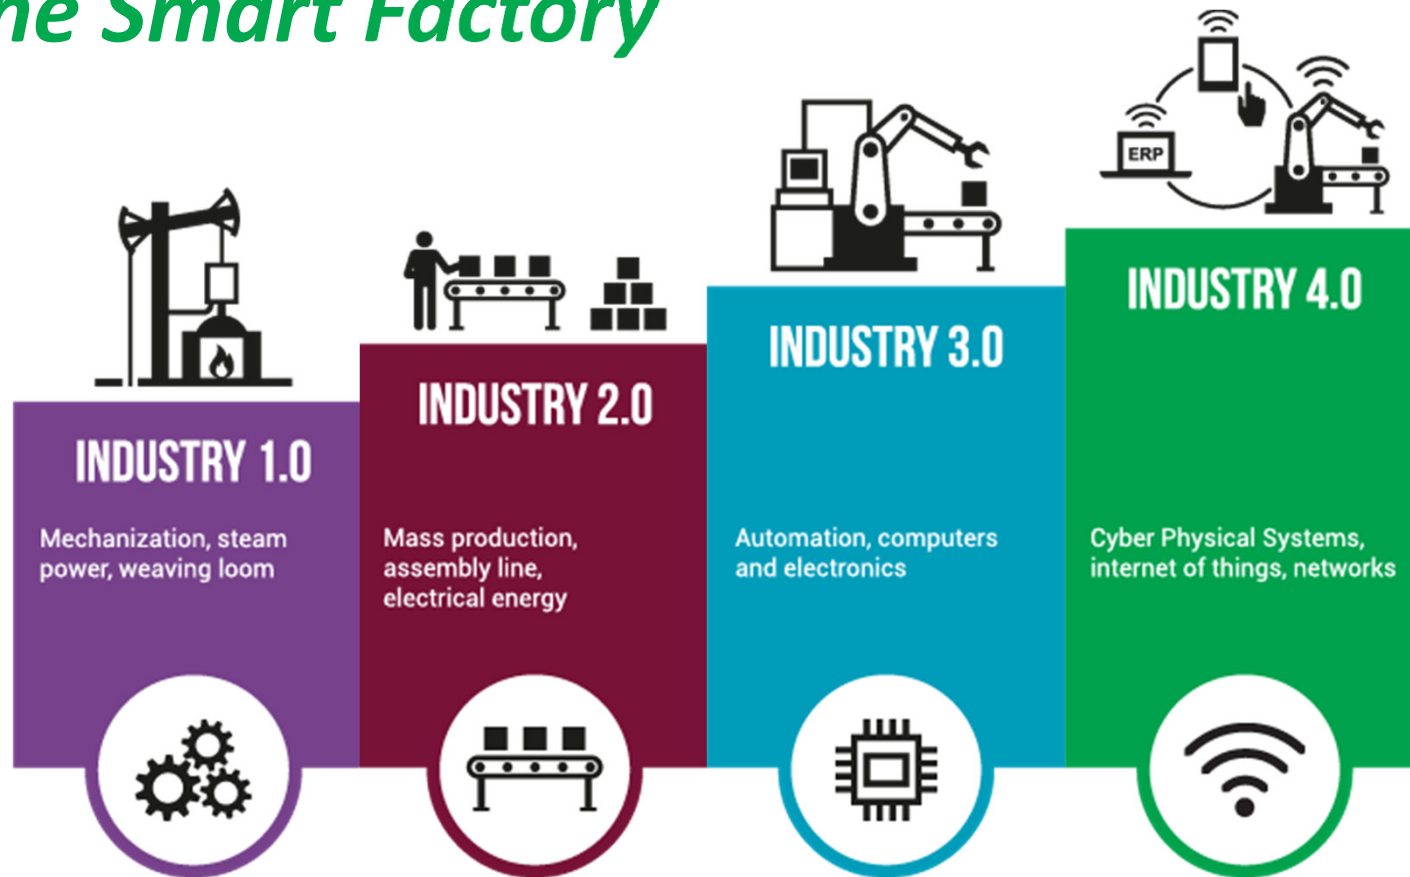 he Smart Factory
ERP
INDUSTRY 4.0
INDUSTRY 3.0
INDUSTRY 2.0
INDUSTRY 1.0
Mechanization, steam
power, weaving loom
Mass production,
assembly line,
electrical energy
Automation, computers
and electronics
Cyber Physical Systems,
internet of things, networks